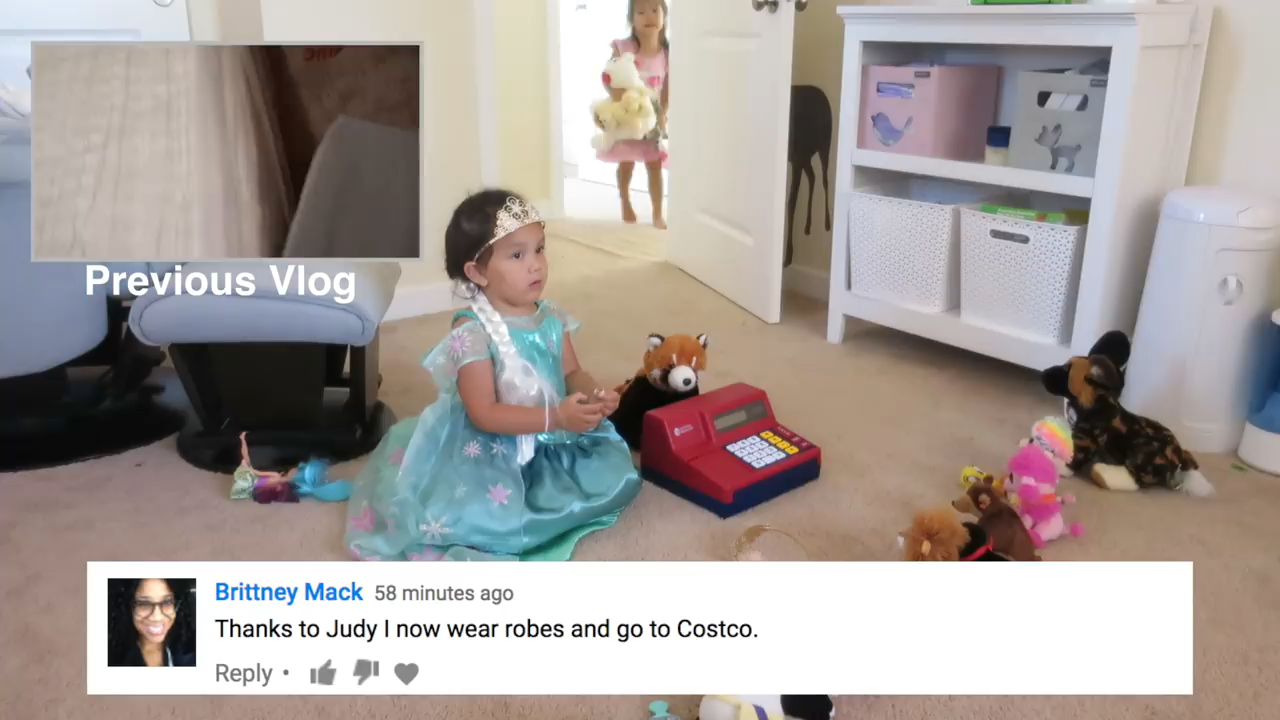 Previous Vlog
Brittney Mack 58 minutes ago
Thanks to Judy I now wear robes and go to Costco.
Reply •